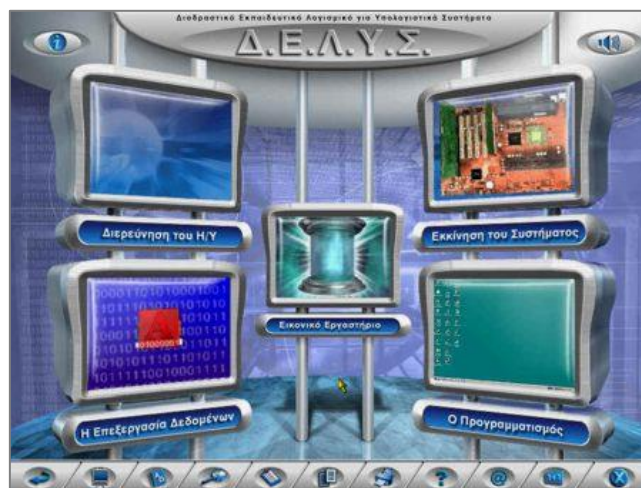 Διαδραστικό Εκπαιδευτικό Λογισμικό για Υπολογιστικά Συστήματα
Δ.Ε.Λ.Υ.Σ.
Διερεύνηση του Η/Υ
Εκκίνηση του Συστήματος
Εικονικό Εργαστήριο
Η Επεξεργασία Δεδομένων
Ο Προγραμματισμός